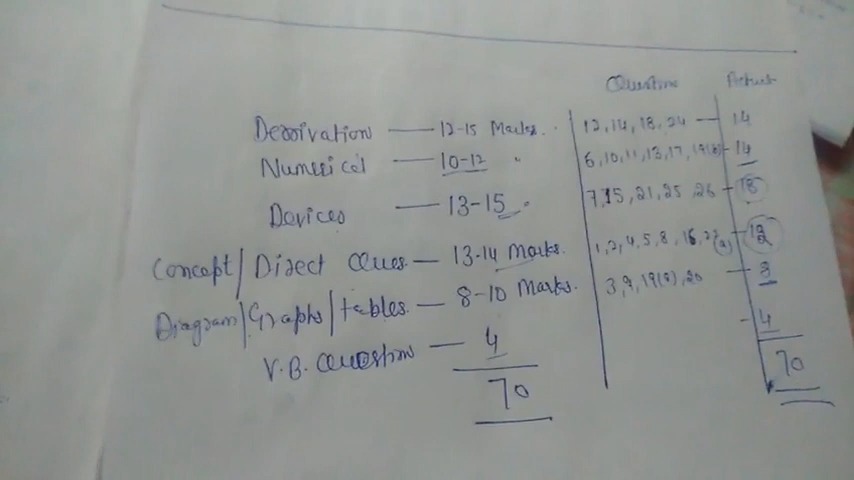 Questions Actual
Derivation — 12-15 Marks. 12, 14, 18, 24 — 14
Numerical — 10-12 " 6, 10, 11, 13, 17, 19(b) - 14
Devices — 13-15 " 7, 15, 21, 25, 26 - 18
Concept/Direct Ques. — 13-14 Marks. 1, 2, 4, 5, 8, 16, (a) - 12
Diagram/Graphs/tables. — 8-10 Marks. 3, 9, 19(a), 20 - 8
V.B. Question — 4 - 4
70 70